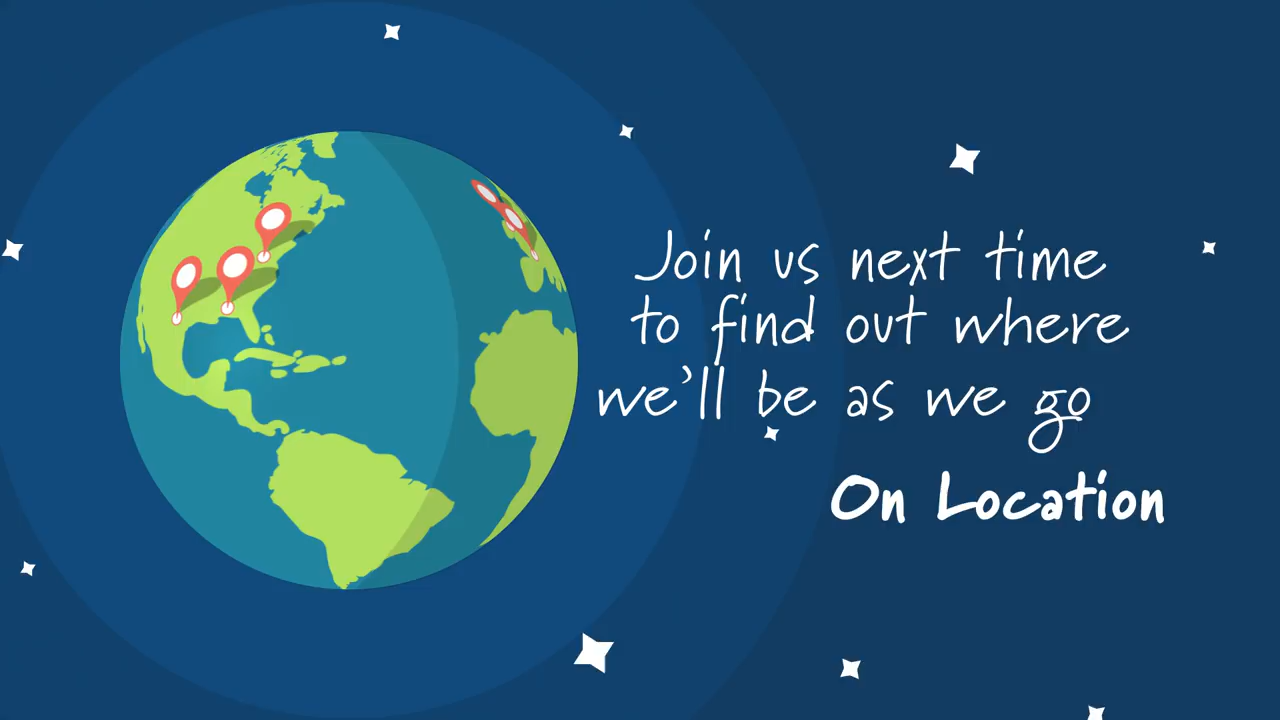 Join us next time
to find out where
we'll be as we go
On Location